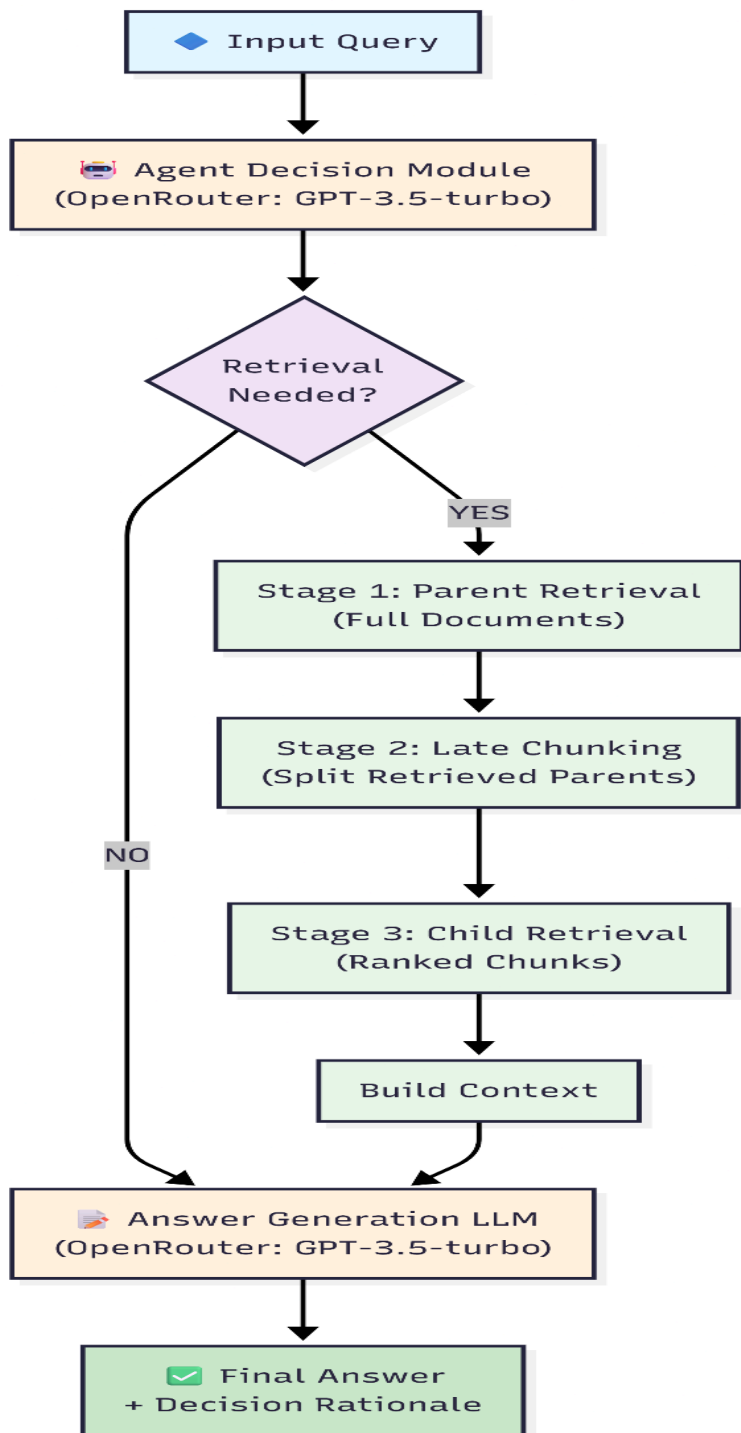 Input Query
Agent Decision Module
(OpenRouter: GPT-3.5-turbo)
Retrieval
Needed?
YES
Stage 1: Parent Retrieval
(Full Documents)
Stage 2: Late Chunking
(Split Retrieved Parents)
NO
Stage 3: Child Retrieval
(Ranked Chunks)
Build Context
Answer Generation LLM
(OpenRouter: GPT-3.5-turbo)
Final Answer
+ Decision Rationale